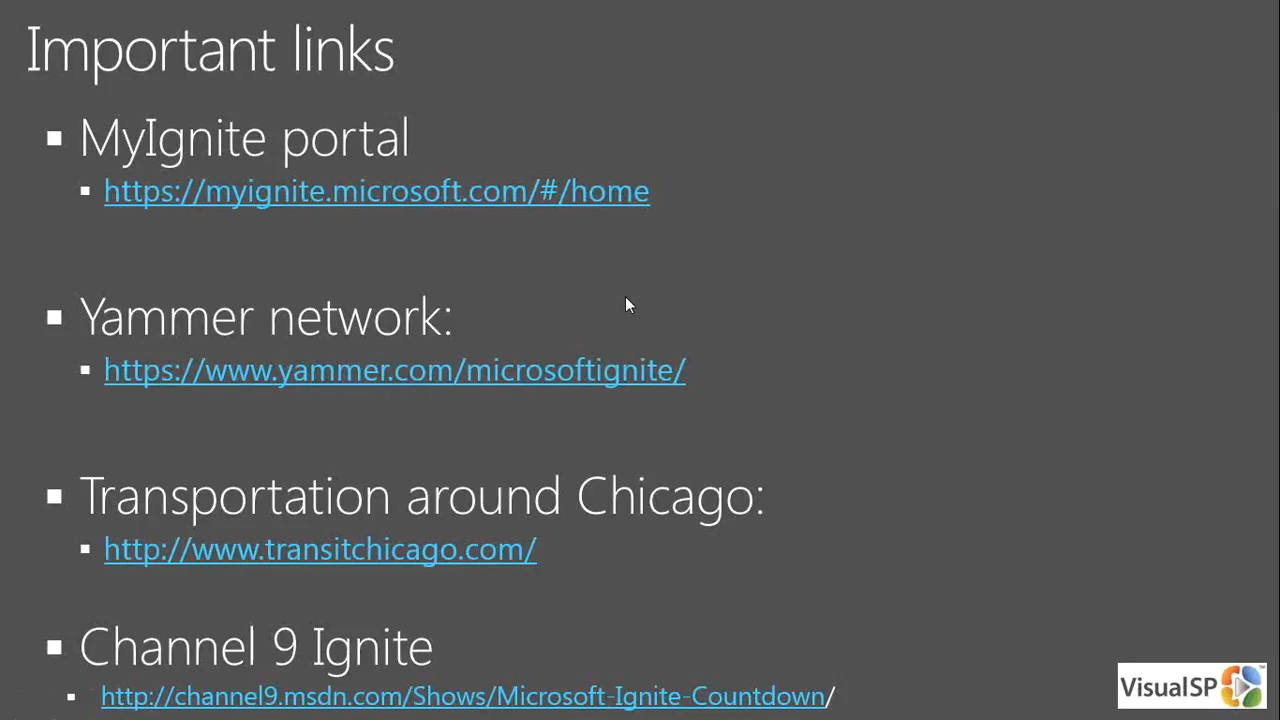 Important links
MyIgnite portal
https://myignite.microsoft.com/#/home
Yammer network:
https://www.yammer.com/microsoftignite/
Transportation around Chicago:
http://www.transitchicago.com/
Channel 9 Ignite
http://channel9.msdn.com/Shows/Microsoft-Ignite-Countdown/
VisualSP